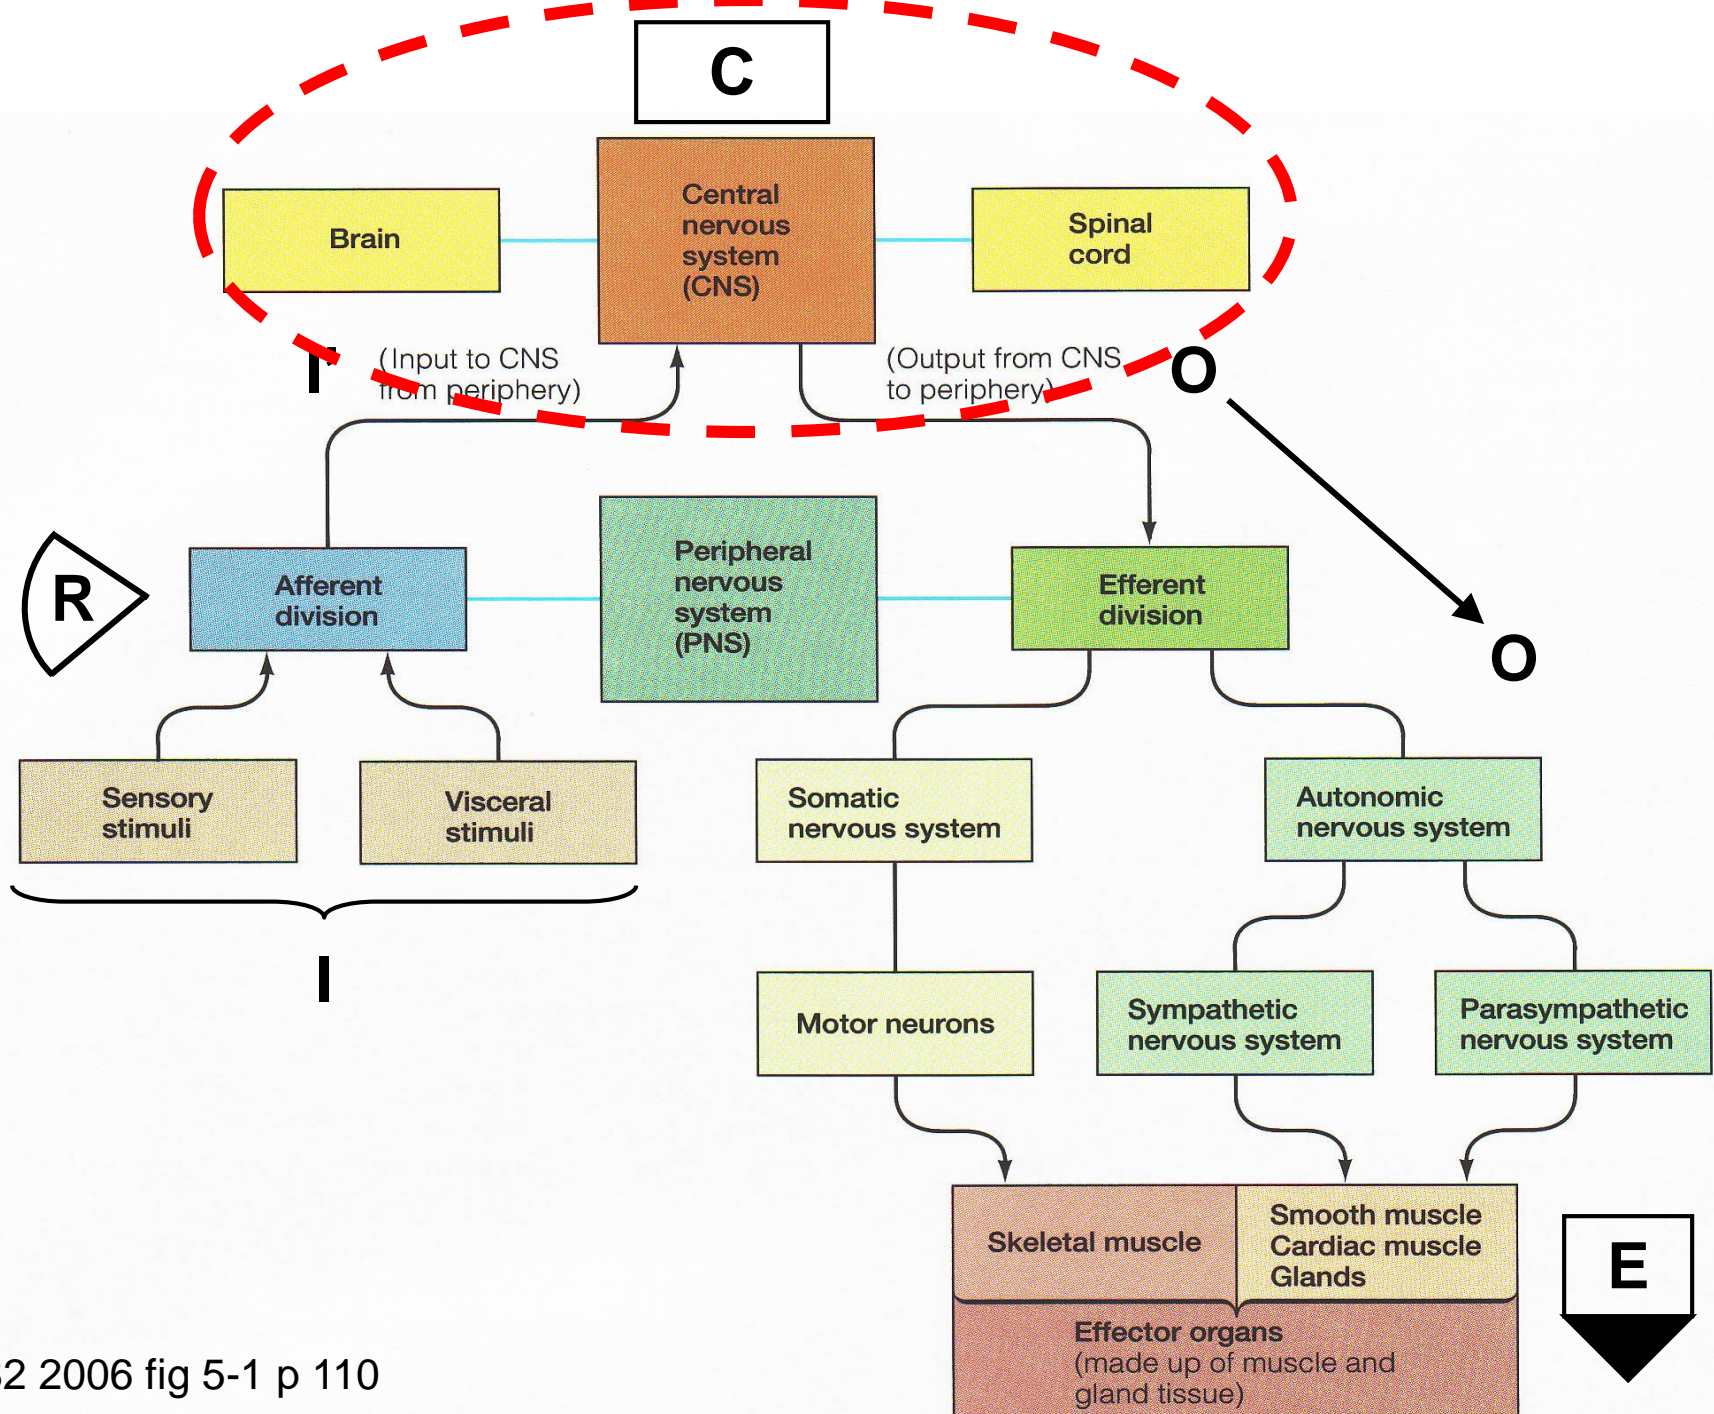 C
Central
nervous
system
(CNS)
Brain
Spinal
cord
I'
(Input to CNS
from periphery)
(Output from CNS
to periphery)
O
R
Afferent
division
Peripheral
nervous
system
(PNS)
Efferent
division
O
Sensory
stimuli
Visceral
stimuli
Somatic
nervous system
Autonomic
nervous system
I
Motor neurons
Sympathetic
nervous system
Parasympathetic
nervous system
Skeletal muscle
Smooth muscle
Cardiac muscle
Glands
E
Effector organs
(made up of muscle and
gland tissue)
2 2006 fig 5-1 p 110